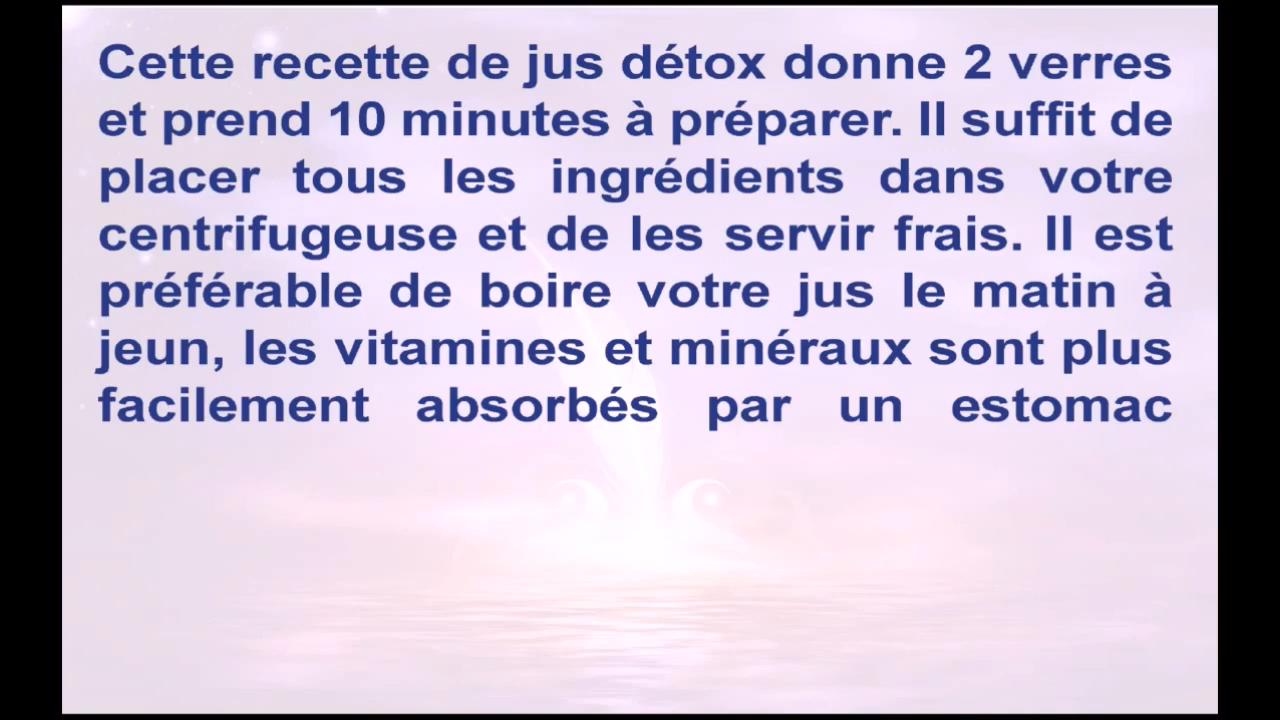 Cette recette de jus détox donne 2 verres
et prend 10 minutes à préparer. Il suffit de
placer tous les ingrédients dans votre
centrifugeuse et de les servir frais. Il est
préférable de boire votre jus le matin à
jeun, les vitamines et minéraux sont plus
facilement absorbés par un estomac